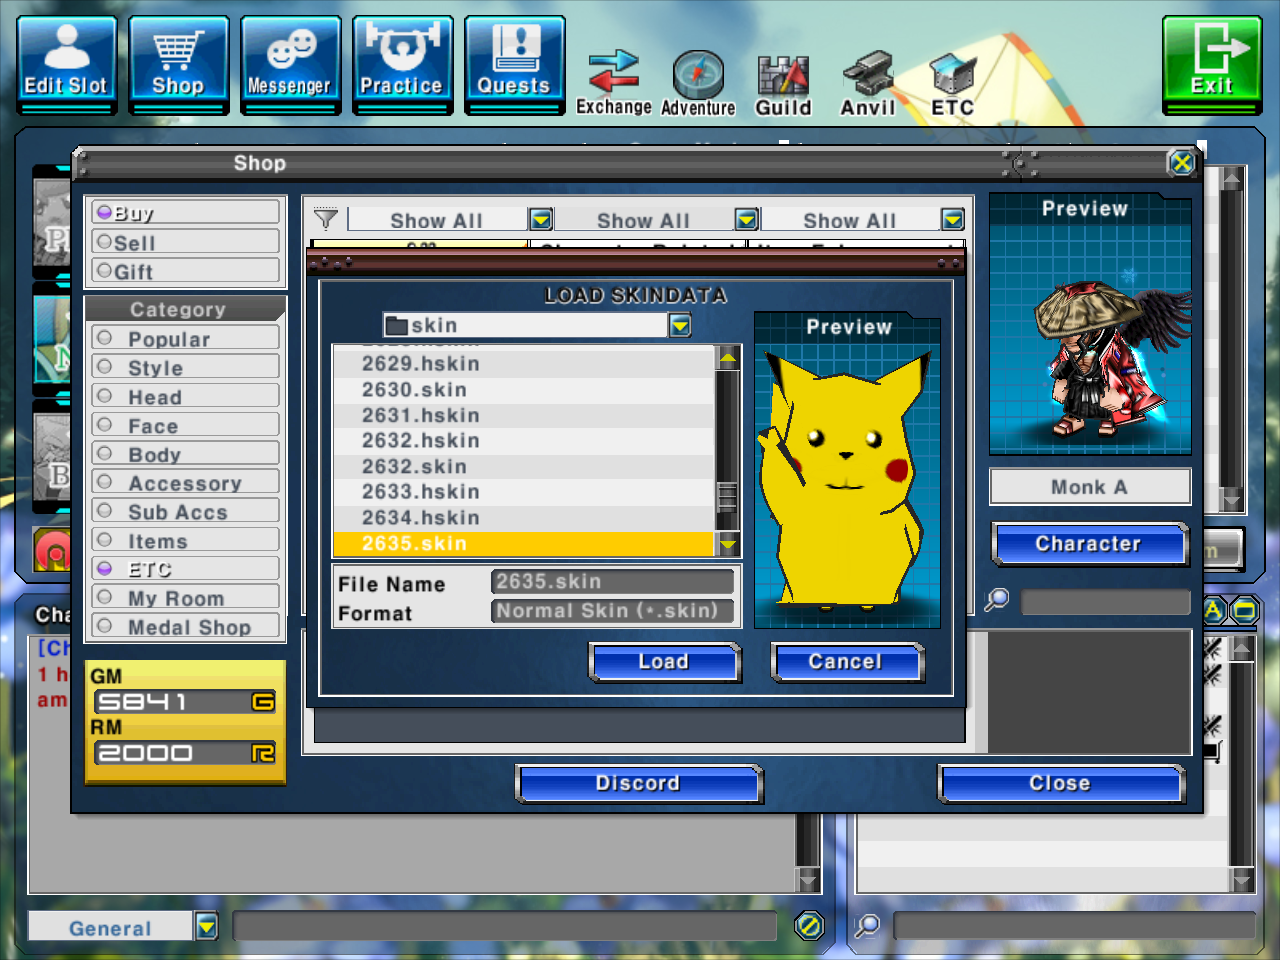 Edit Slot
Shop
Messenger
Practice
Quests
Exchange
Adventure
Guild
Anvil
ETC
Exit
Shop
Buy
Sell
Gift
Category
Popular
Style
Head
Face
Body
Accessory
Sub Accs
Items
ETC
My Room
Medal Shop
GM
5841 G
RM
2000 R
Show All
Show All
Show All
LOAD SKINDATA
skin
2629.hskin
2630.skin
2631.hskin
2632.hskin
2632.skin
2633.hskin
2634.hskin
2635.skin
File Name
2635.skin
Format
Normal Skin (*.skin)
Preview
Load
Cancel
Preview
Monk A
Character
Discord
Close
Cha
[Ch
1 h
am
General